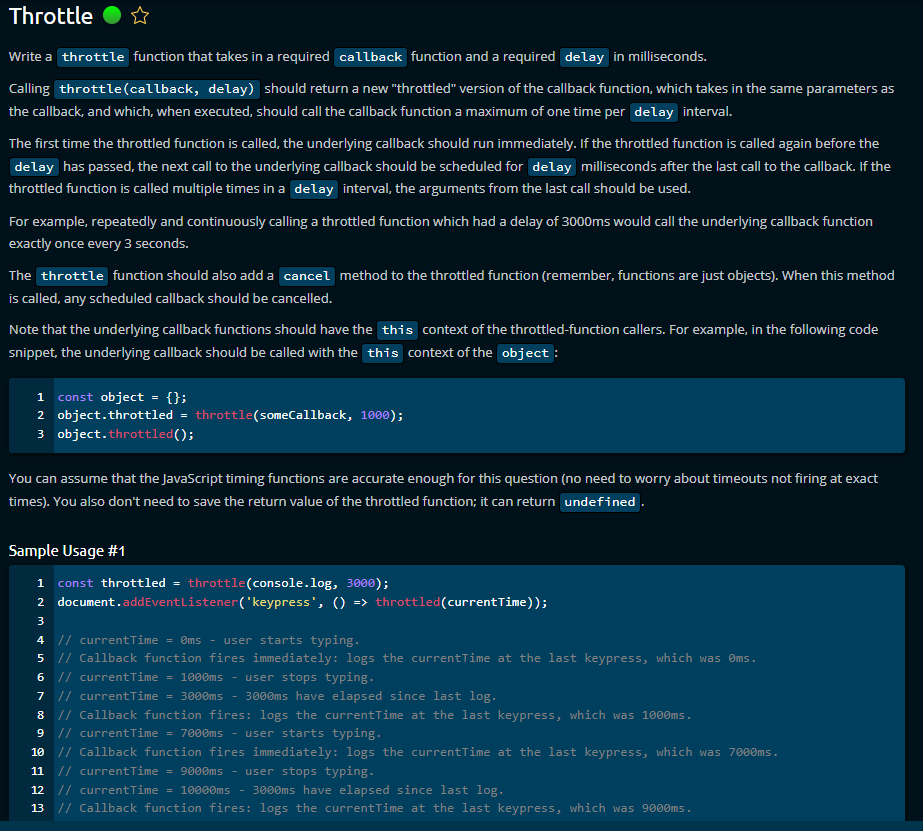 Throttle
Write a throttle function that takes in a required callback function and a required delay in milliseconds.
Calling throttle(callback, delay) should return a new "throttled" version of the callback function, which takes in the same parameters as
the callback, and which, when executed, should call the callback function a maximum of one time per delay interval.
The first time the throttled function is called, the underlying callback should run immediately. If the throttled function is called again before the
delay has passed, the next call to the underlying callback should be scheduled for delay milliseconds after the last call to the callback. If the
throttled function is called multiple times in a delay interval, the arguments from the last call should be used.
For example, repeatedly and continuously calling a throttled function which had a delay of 3000ms would call the underlying callback function
exactly once every 3 seconds.
The throttle function should also add a cancel method to the throttled function (remember, functions are just objects). When this method
is called, any scheduled callback should be cancelled.
Note that the underlying callback functions should have the this context of the throttled-function callers. For example, in the following code
snippet, the underlying callback should be called with the this context of the object:
1 const object = {};
2 object.throttled = throttle(someCallback, 1000);
3 object.throttled();
You can assume that the JavaScript timing functions are accurate enough for this question (no need to worry about timeouts not firing at exact
times). You also don't need to save the return value of the throttled function; it can return undefined.
Sample Usage #1
1 const throttled = throttle(console.log, 3000);
2 document.addEventListener('keypress', () => throttled(currentTime));
3
4 // currentTime = 0ms - user starts typing.
5 // Callback function fires immediately: logs the currentTime at the last keypress, which was 0ms.
6 // currentTime = 1000ms - user stops typing.
7 // currentTime = 3000ms - 3000ms have elapsed since last log.
8 // Callback function fires: logs the currentTime at the last keypress, which was 1000ms.
9 // currentTime = 7000ms - user starts typing.
10 // Callback function fires immediately: logs the currentTime at the last keypress, which was 7000ms.
11 // currentTime = 9000ms - user stops typing.
12 // currentTime = 10000ms - 3000ms have elapsed since last log.
13 // Callback function fires: logs the currentTime at the last keypress, which was 9000ms.